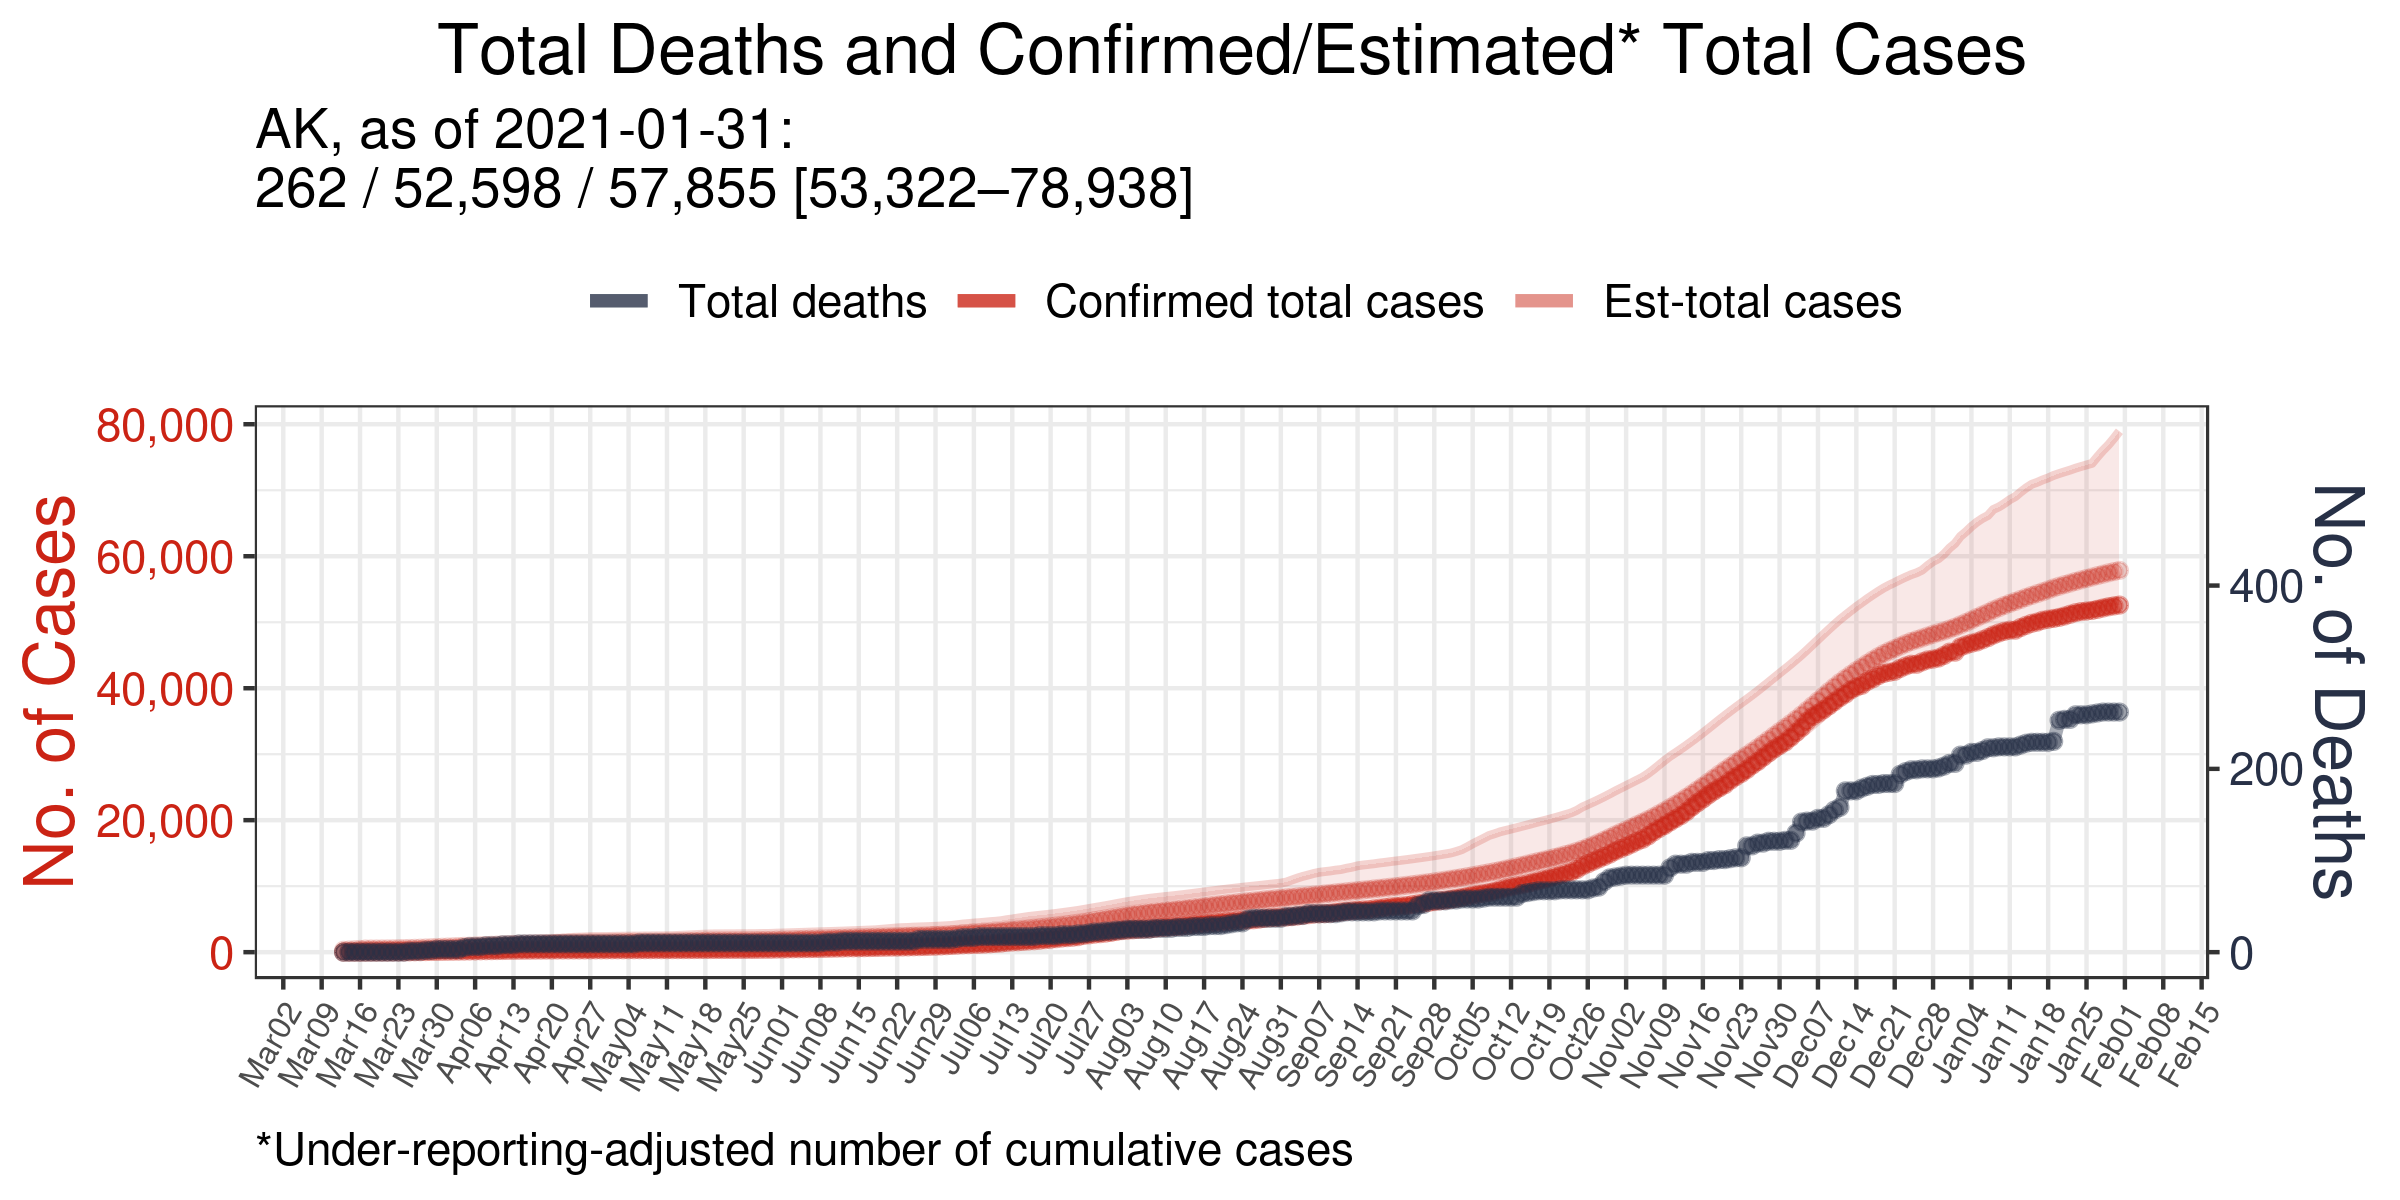 Total Deaths and Confirmed/Estimated* Total Cases
AK, as of 2021-01-31:
262 / 52,598 / 57,855 [53,322–78,938]
Total deaths
Confirmed total cases
Est-total cases
No. of Cases
80,000
60,000
40,000
20,000
0
No. of Deaths
400
200
0
Mar02
Mar09
Mar16
Mar23
Mar30
Apr06
Apr13
Apr20
Apr27
May04
May11
May18
May25
Jun01
Jun08
Jun15
Jun22
Jun29
Jul06
Jul13
Jul20
Jul27
Aug03
Aug10
Aug17
Aug24
Aug31
Sep07
Sep14
Sep21
Sep28
Oct05
Oct12
Oct19
Oct26
Nov02
Nov09
Nov16
Nov23
Nov30
Dec07
Dec14
Dec21
Dec28
Jan04
Jan11
Jan18
Jan25
Feb01
Feb08
Feb15
*Under-reporting-adjusted number of cumulative cases